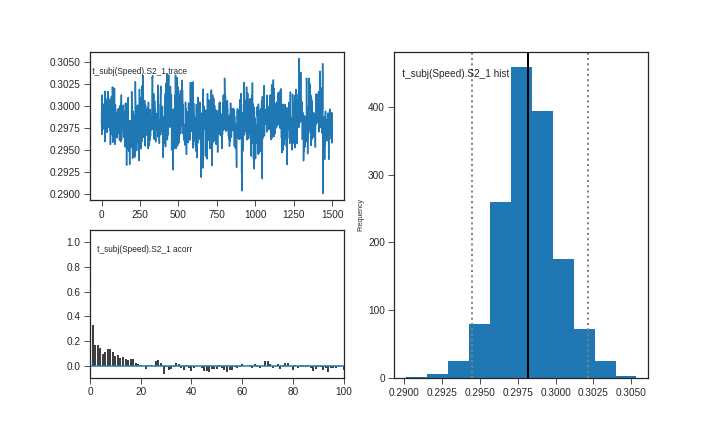 t_subj(Speed).S2_1 trace
0.3050
0.3025
0.3000
0.2975
0.2950
0.2925
0.2900
0 250 500 750 1000 1250 1500
t_subj(Speed).S2_1 acorr
1.0
0.8
0.6
0.4
0.2
0.0
0 20 40 60 80 100
t_subj(Speed).S2_1 hist
Frequency
400
300
200
100
0
0.2900 0.2925 0.2950 0.2975 0.3000 0.3025 0.3050